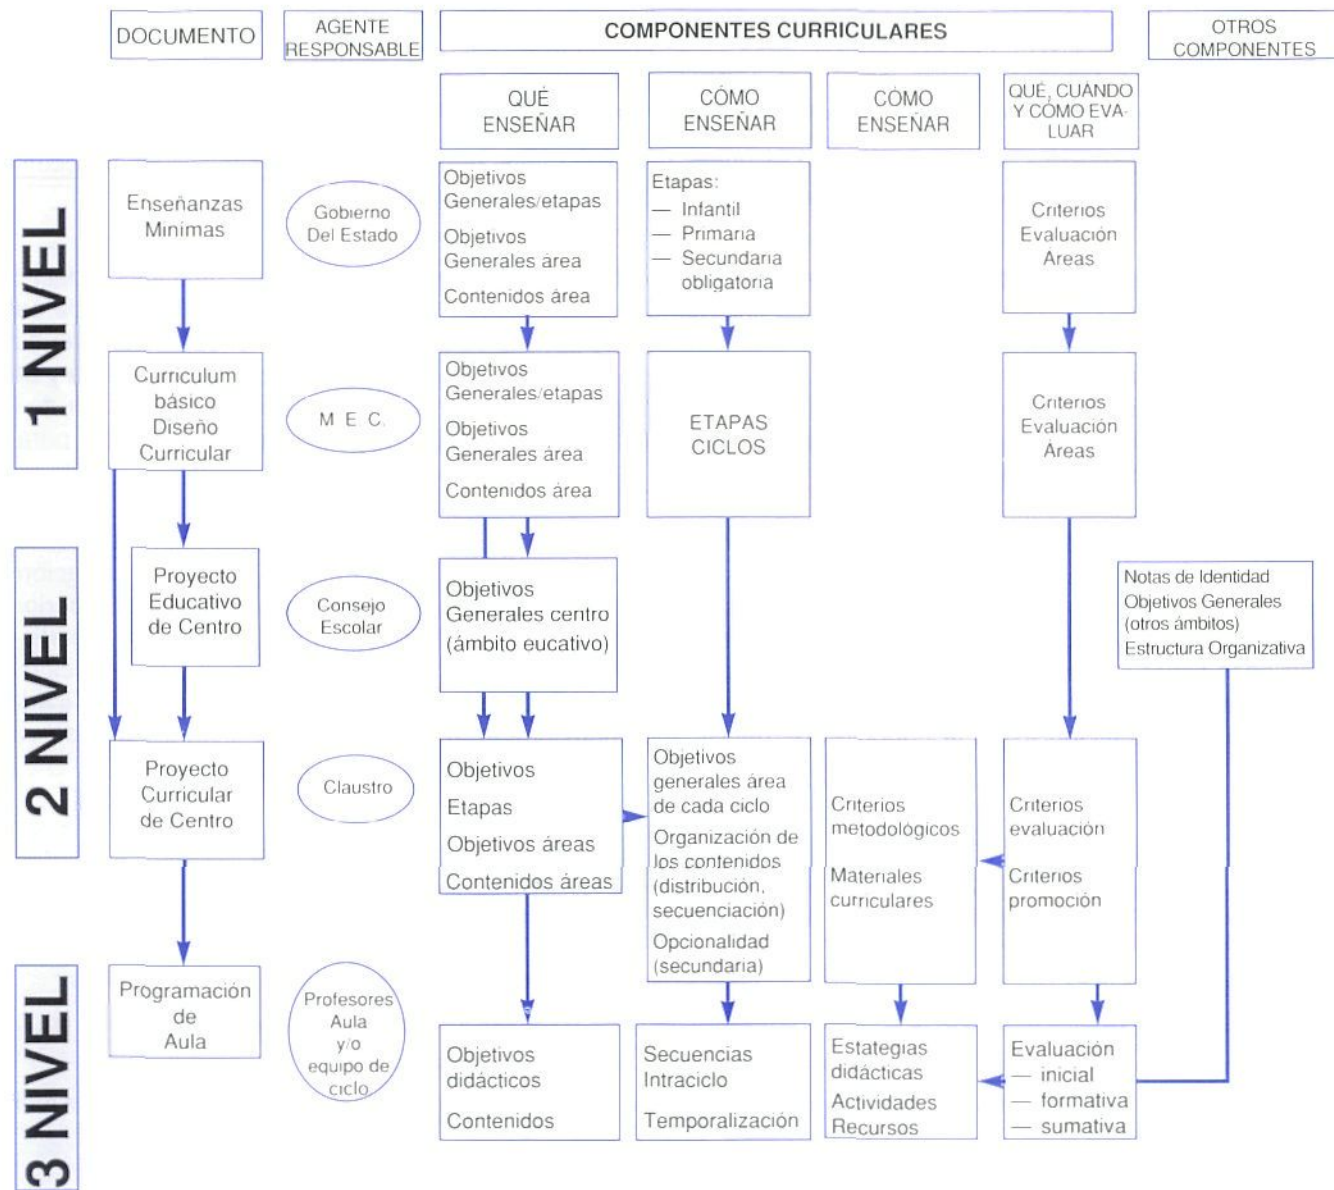 DOCUMENTO
AGENTE
RESPONSABLE
COMPONENTES CURRICULARES
OTROS
COMPONENTES
QUÉ
ENSEÑAR
CÓMO
ENSEÑAR
CÓMO
ENSEÑAR
QUÉ, CUÁNDO
Y CÓMO EVA-
LUAR
1 NIVEL
Enseñanzas
Minimas
Gobierno
Del Estado
Objetivos
Generales/etapas
Objetivos
Generales área
Contenidos área
Etapas:
— Infantil
— Primaria
— Secundaria
obligatoria
Criterios
Evaluación
Áreas
Curriculum
básico
Diseño
Curricular
M. E. C.
Objetivos
Generales/etapas
Objetivos
Generales área
Contenidos área
ETAPAS
CICLOS
Criterios
Evaluación
Áreas
2 NIVEL
Proyecto
Educativo
de Centro
Consejo
Escolar
Objetivos
Generales centro
(ámbito eucativo)
Notas de Identidad
Objetivos Generales
(otros ámbitos)
Estructura Organizativa
Proyecto
Curricular
de Centro
Claustro
Objetivos
Etapas
Objetivos áreas
Contenidos áreas
Objetivos
generales área
de cada ciclo
Organización de
los contenidos
(distribución,
secuenciación)
Opcionalidad
(secundaria)
Criterios
metodológicos
Materiales
curriculares
Criterios
evaluación
Criterios
promoción
3 NIVEL
Programación
de
Aula
Profesores
Aula
y/o
equipo de
ciclo
Objetivos
didácticos
Contenidos
Secuencias
Intraciclo
Temporalización
Estategias
didácticas
Actividades
Recursos
Evaluación
— inicial
— formativa
— sumativa